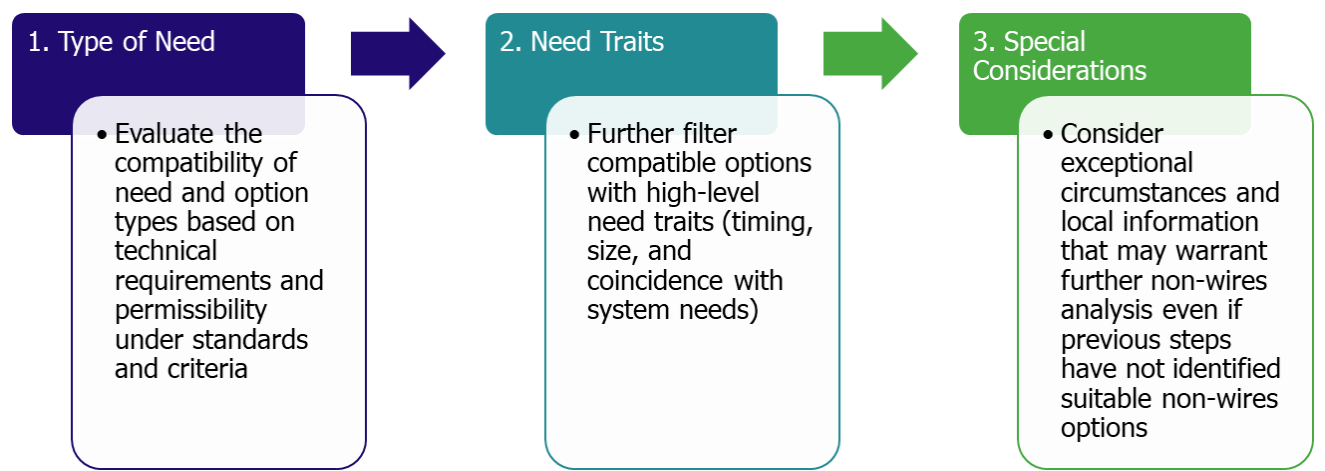 1. Type of Need
• Evaluate the
compatibility of
need and option
types based on
technical
requirements and
permissibility
under standards
and criteria
2. Need Traits
• Further filter
compatible options
with high-level
need traits (timing,
size, and
coincidence with
system needs)
3. Special
Considerations
• Consider
exceptional
circumstances and
local information
that may warrant
further non-wires
analysis even if
previous steps
have not identified
suitable non-wires
options